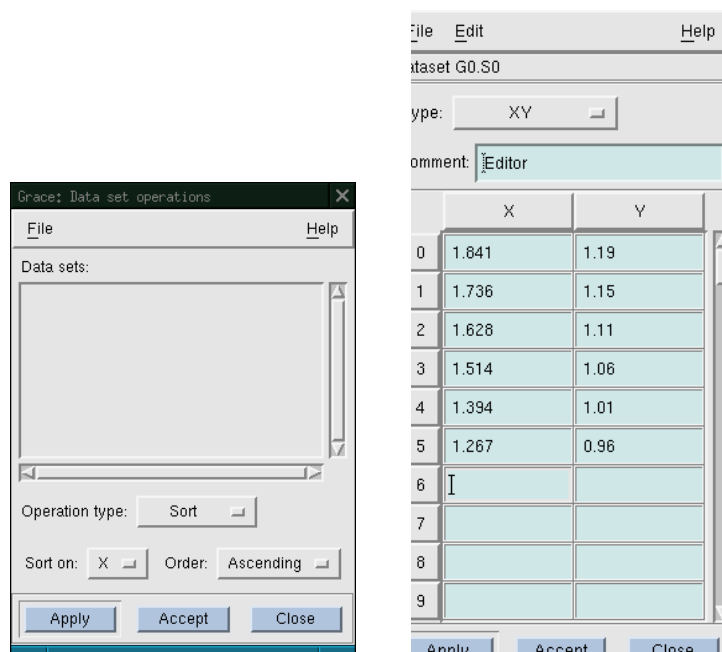 Grace: Data set operations
File Help
Data sets:
Operation type: Sort
Sort on: X Order: Ascending
Apply Accept Close
File Edit Help
ataset G0.S0
ype: XY
omment: Editor
X Y
0 1.841 1.19
1 1.736 1.15
2 1.628 1.11
3 1.514 1.06
4 1.394 1.01
5 1.267 0.96
6
7
8
9
Apply Accept Close